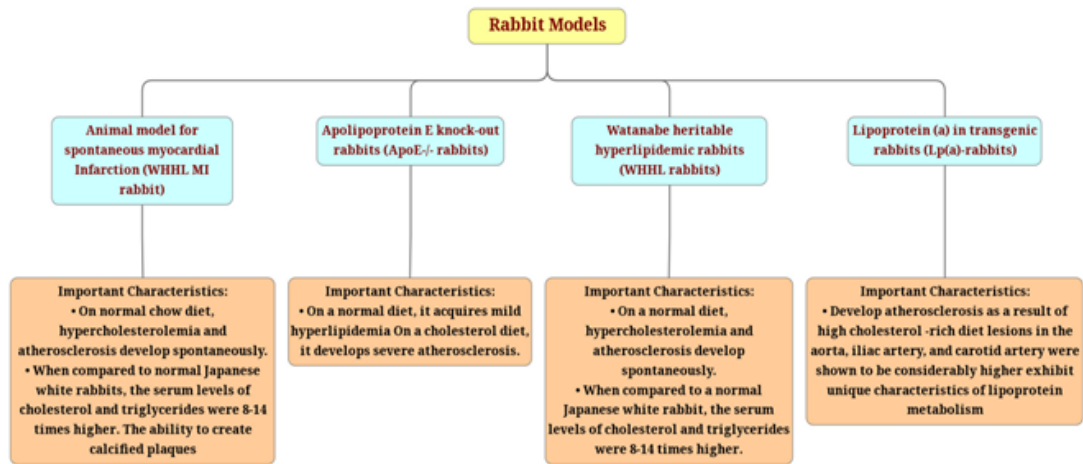 Rabbit Models
Animal model for
spontaneous myocardial
Infarction (WHHL MI
rabbit)
Apolipoprotein E knock-out
rabbits (ApoE-/- rabbits)
Watanabe heritable
hyperlipidemic rabbits
(WHHL rabbits)
Lipoprotein (a) in transgenic
rabbits (Lp(a)-rabbits)
Important Characteristics:
• On normal chow diet,
hypercholesterolemia and
atherosclerosis develop spontaneously.
• When compared to normal Japanese
white rabbits, the serum levels of
cholesterol and triglycerides were 8-14
times higher. The ability to create
calcified plaques
Important Characteristics:
• On a normal diet, it acquires mild
hyperlipidemia On a cholesterol diet,
it develops severe atherosclerosis.
Important Characteristics:
• On a normal diet,
hypercholesterolemia and
atherosclerosis develop
spontaneously.
• When compared to a normal
Japanese white rabbit, the serum
levels of cholesterol and triglycerides
were 8-14 times higher.
Important Characteristics:
• Develop atherosclerosis as a result of
high cholesterol -rich diet lesions in the
aorta, iliac artery, and carotid artery were
shown to be considerably higher exhibit
unique characteristics of lipoprotein
metabolism